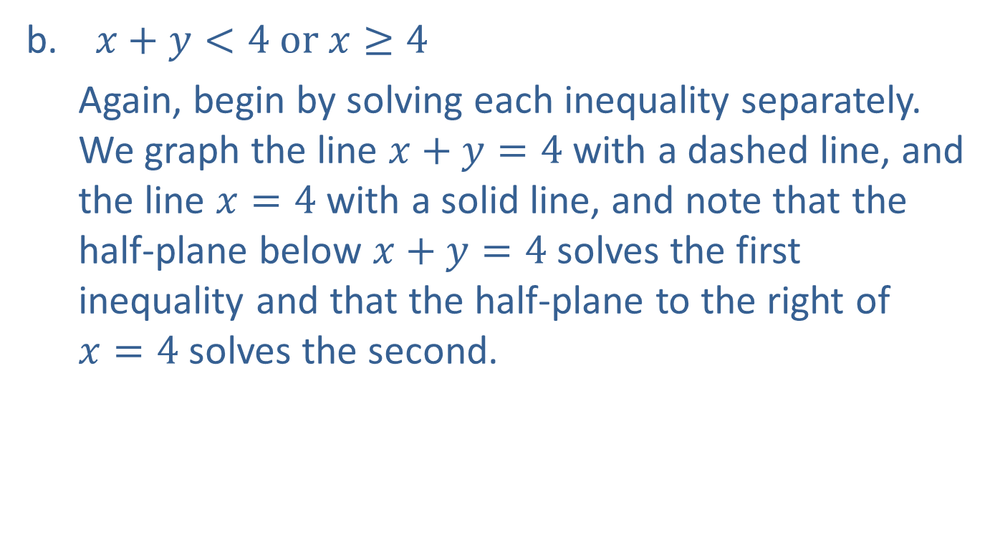 b. x + y < 4 or x ≥ 4
Again, begin by solving each inequality separately.
We graph the line x + y = 4 with a dashed line, and
the line x = 4 with a solid line, and note that the
half-plane below x + y = 4 solves the first
inequality and that the half-plane to the right of
x = 4 solves the second.